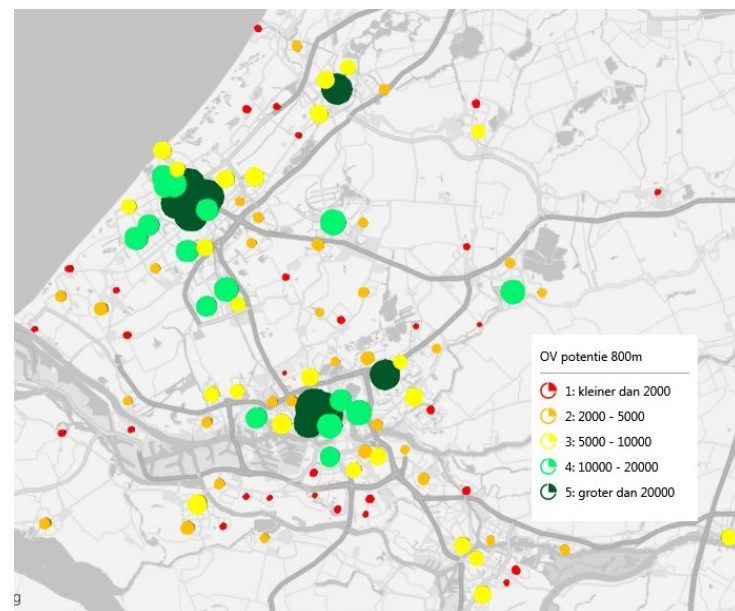 OV potentie 800m
1: kleiner dan 2000
2: 2000 - 5000
3: 5000 - 10000
4: 10000 - 20000
5: groter dan 20000
g